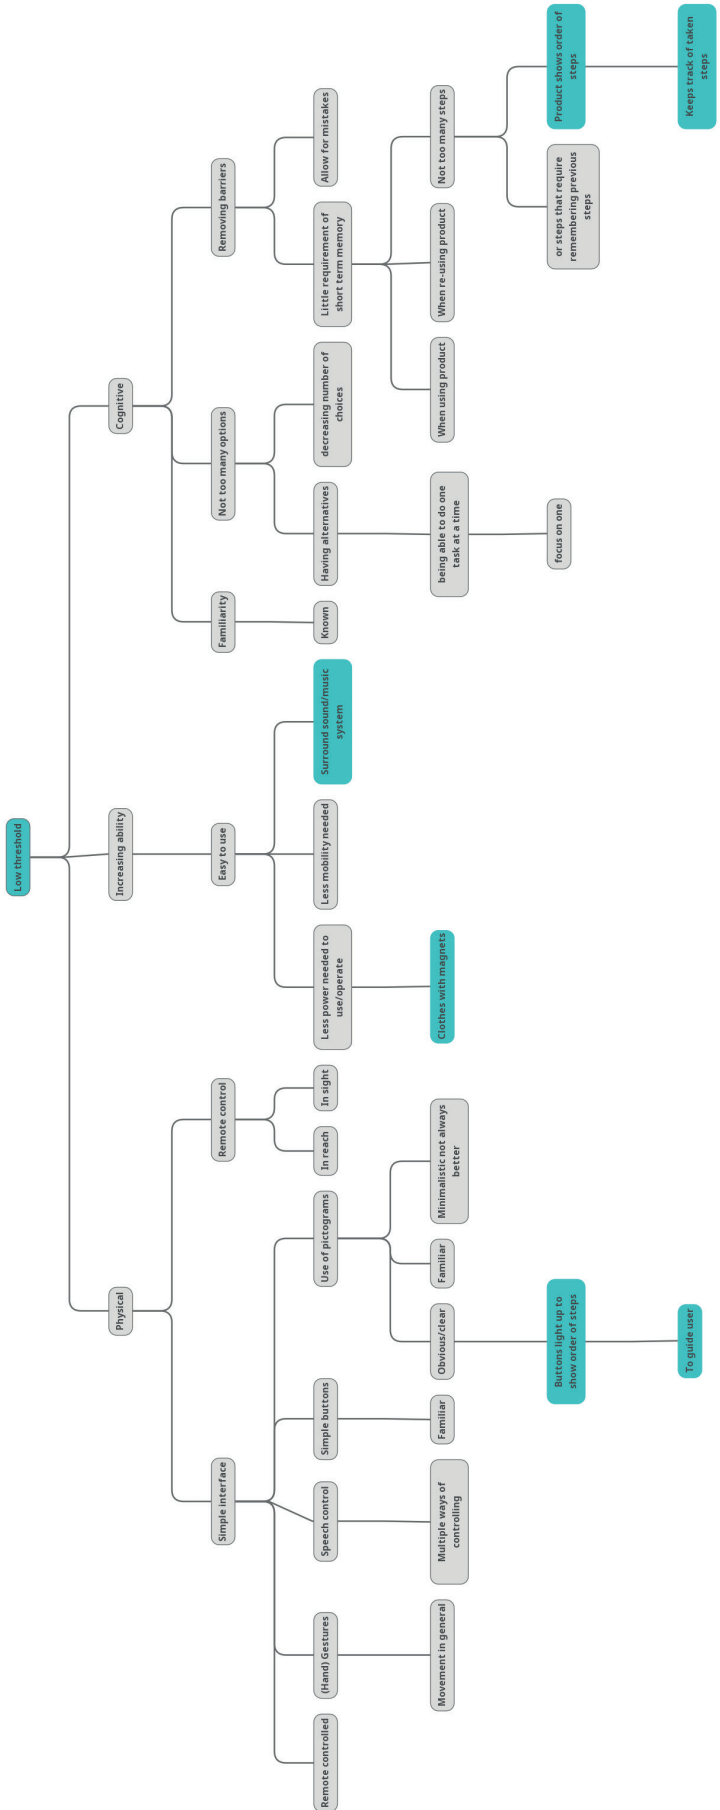 Low threshold
Physical
Increasing ability
Cognitive
Simple interface
Remote control
Easy to use
Familiarity
Not too many options
Removing barriers
Remote controlled
(Hand) Gestures
Speech control
Simple buttons
Use of pictograms
In reach
In sight
Less power needed to
use/operate
Less mobility needed
Surround sound/music
system
Known
Having alternatives
decreasing number of
choices
Little requirement of
short term memory
Allow for mistakes
Movement in general
Multiple ways of
controlling
Familiar
Obvious/clear
Familiar
Minimalistic not always
better
Clothes with magnets
being able to do one
task at a time
When using product
When re-using product
Not too many steps
Buttons light up to
show order of steps
focus on one
or steps that require
remembering previous
steps
Product shows order of
steps
To guide user
Keeps track of taken
steps